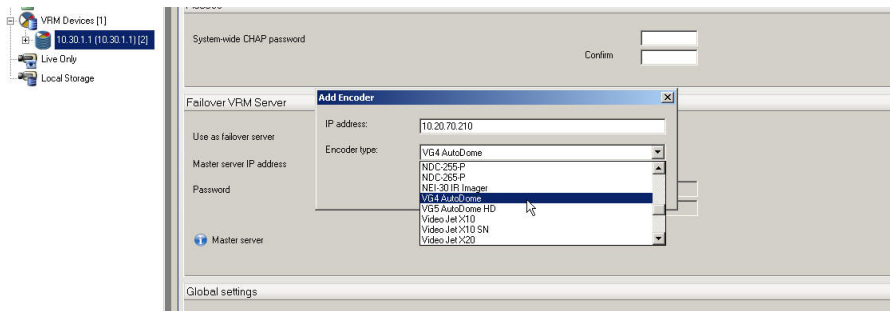 VRM Devices [1]
10.30.1.1 (10.30.1.1) [2]
Live Only
Local Storage
System-wide CHAP password
Confirm
Failover VRM Server
Use as failover server
Master server IP address
Password
Master server
Global settings
Add Encoder
IP address:
10.20.70.210
Encoder type:
VG4 AutoDome
NDC-255-P
NDC-265-P
NEI-30 IR Imager
VG4 AutoDome
VG5 AutoDome HD
Video Jet X10
Video Jet X10 SN
Video Jet X20